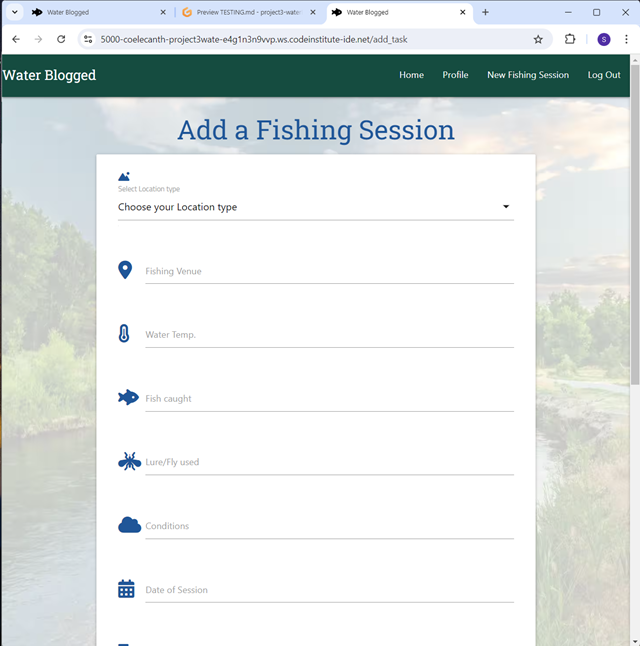 Water Blogged
Preview TESTING.md - project3-wate
Water Blogged
5000-coelecanth-project3wate-e4g1n3n9vvp.ws.codeinstitute-ide.net/add_task
S
Water Blogged
Home
Profile
New Fishing Session
Log Out
Add a Fishing Session
Select Location type
Choose your Location type
Fishing Venue
Water Temp.
Fish caught
Lure/Fly used
Conditions
Date of Session